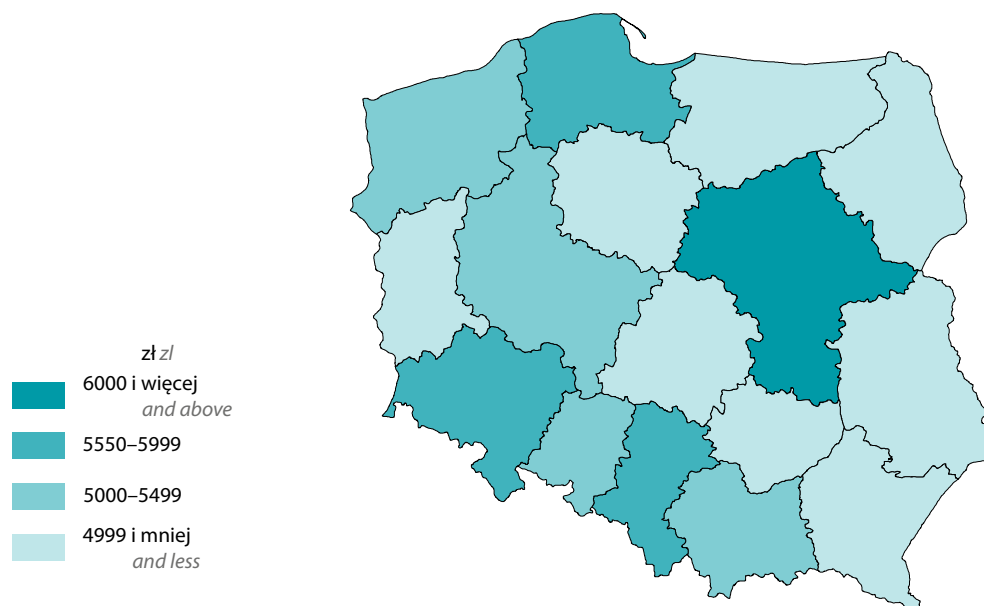 zł zl
6000 i więcej
and above
5550–5999
5000–5499
4999 i mniej
and less